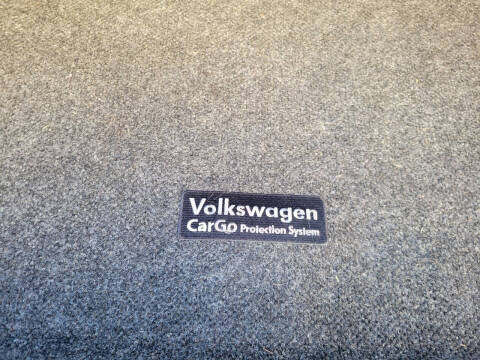 Volkswagen
CarGo Protection System